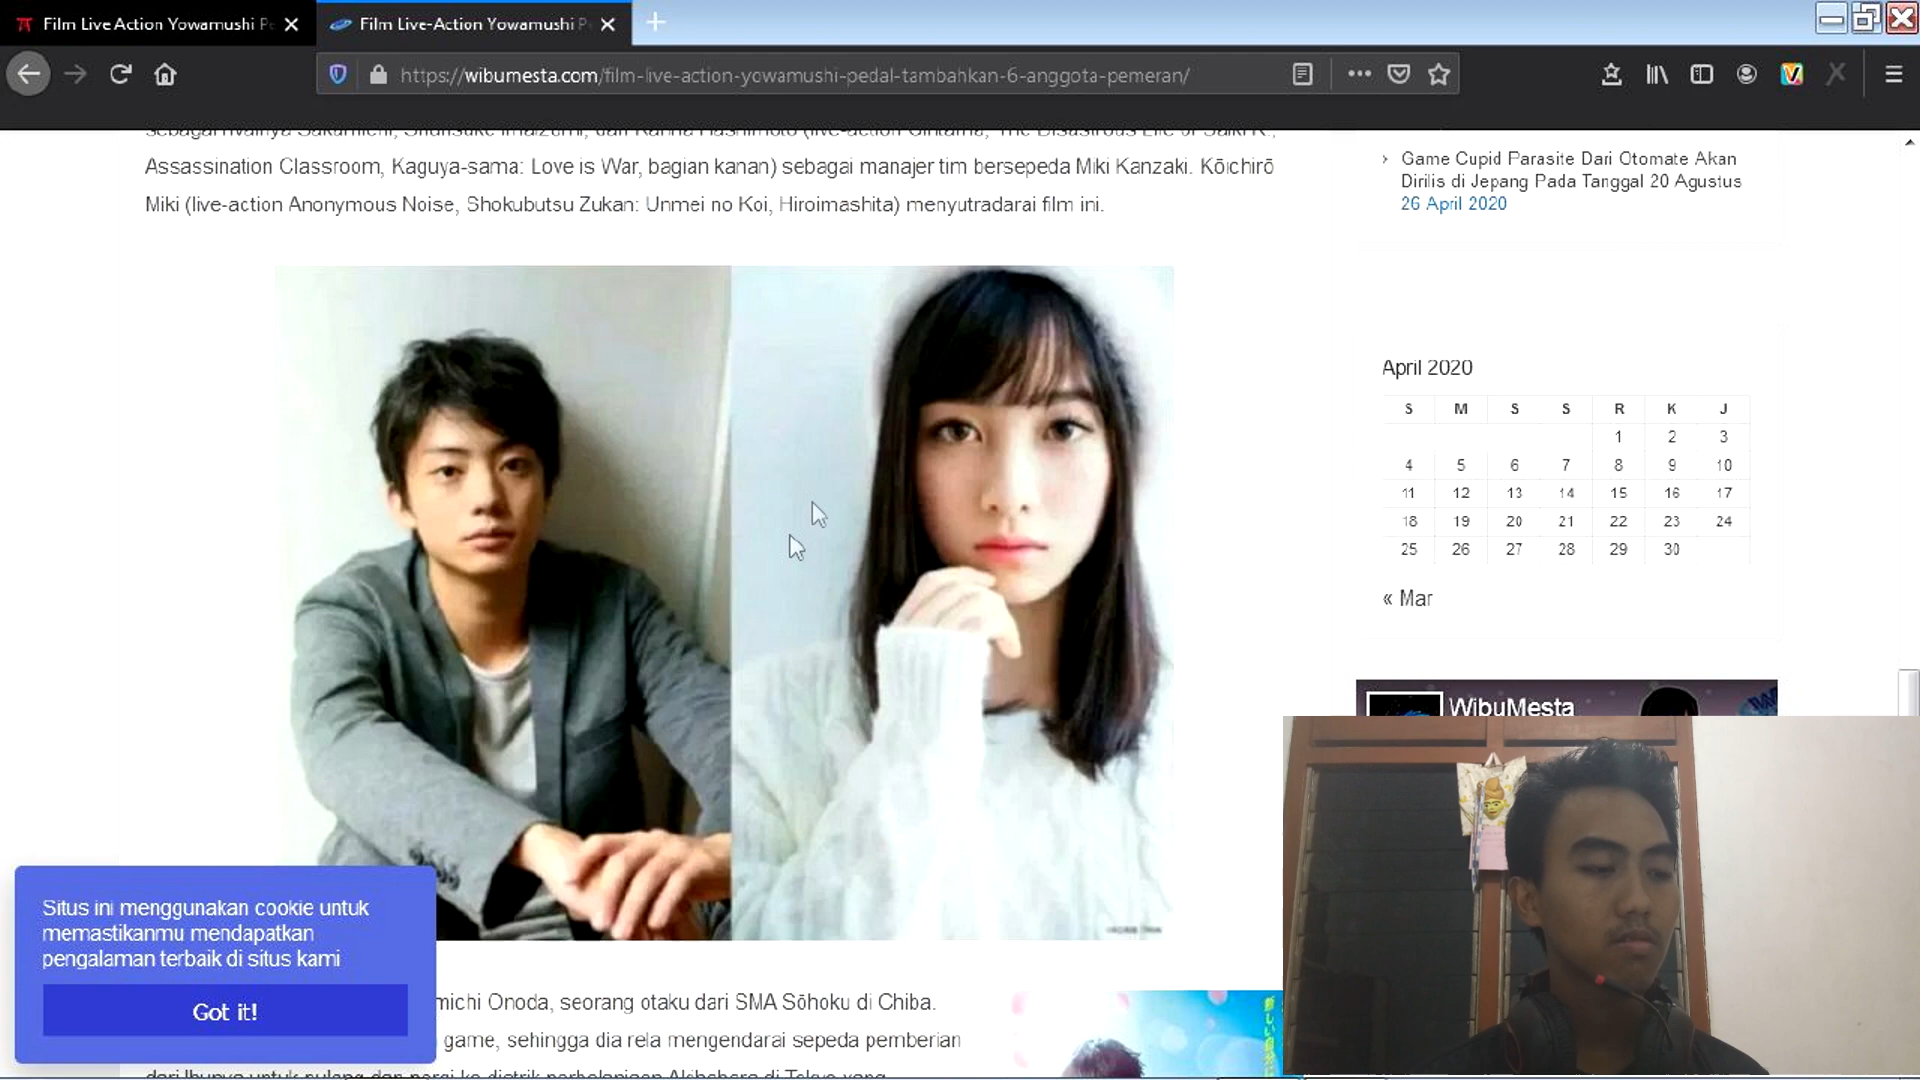 Film Live Action Yowamushi Pe
Film Live-Action Yowamushi P
https://wibumesta.com/film-live-action-yowamushi-pedal-tambahkan-6-anggota-pemeran/
Assassination Classroom, Kaguya-sama: Love is War, bagian kanan) sebagai manajer tim bersepeda Miki Kanzaki. Kōichirō
Miki (live-action Anonymous Noise, Shokubutsu Zukan: Unmei no Koi, Hiroimashita) menyutradarai film ini.
Game Cupid Parasite Dari Otomate Akan
Dirilis di Jepang Pada Tanggal 20 Agustus
26 April 2020
April 2020
S M S S R K J
1 2 3
4 5 6 7 8 9 10
11 12 13 14 15 16 17
18 19 20 21 22 23 24
25 26 27 28 29 30
« Mar
WibuMesta
Situs ini menggunakan cookie untuk
memastikanmu mendapatkan
pengalaman terbaik di situs kami
Got it!
michi Onoda, seorang otaku dari SMA Sōhoku di Chiba.
game, sehingga dia rela mengendarai sepeda pemberian